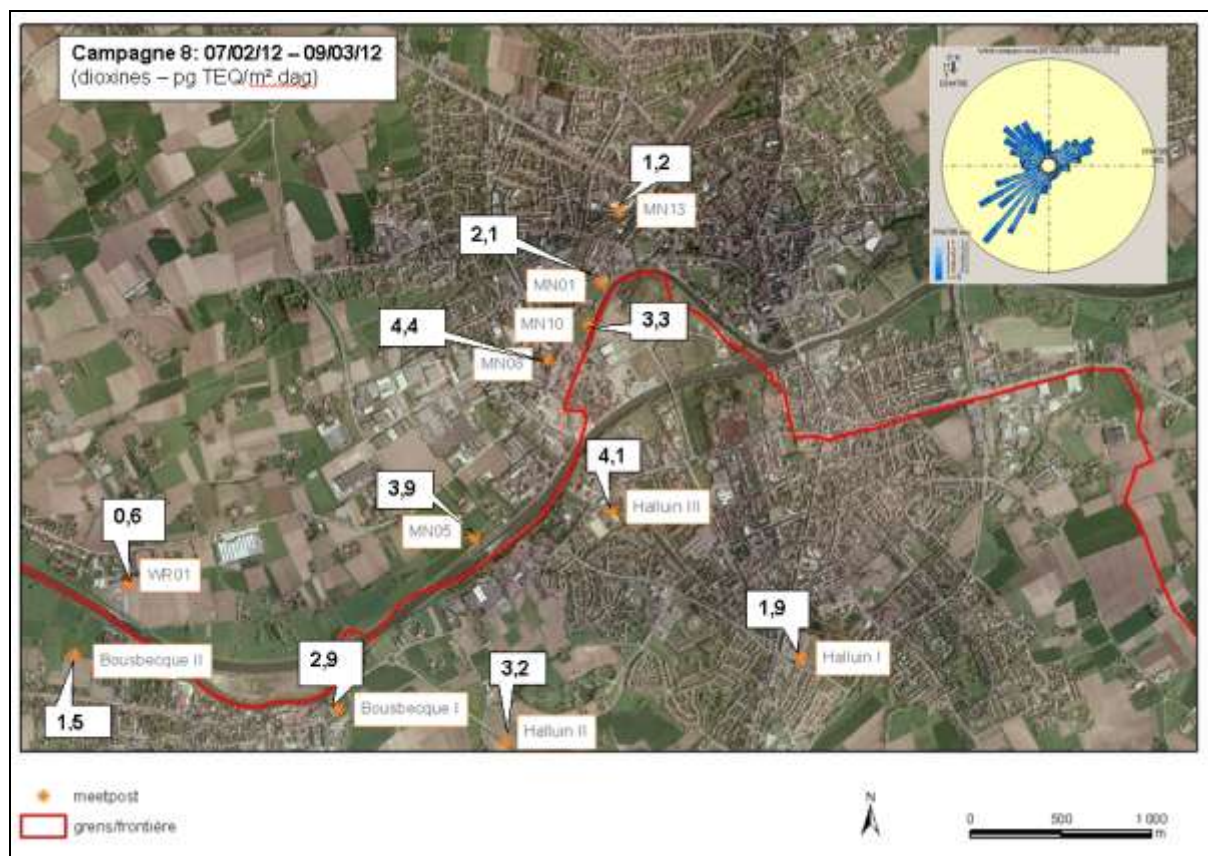 Campagne 8: 07/02/12 – 09/03/12
(dioxines – pg TEQ/m².dag)
1,2
MN13
2,1
MN01
MN10
3,3
4,4
MN08
4,1
Halluin III
3,9
MN05
0,6
WR01
1,9
Halluin I
Bousbecque II
2,9
3,2
Bousbecque I
1,5
Halluin II
meetpost
grens/frontière
N
0 500 1 000
m